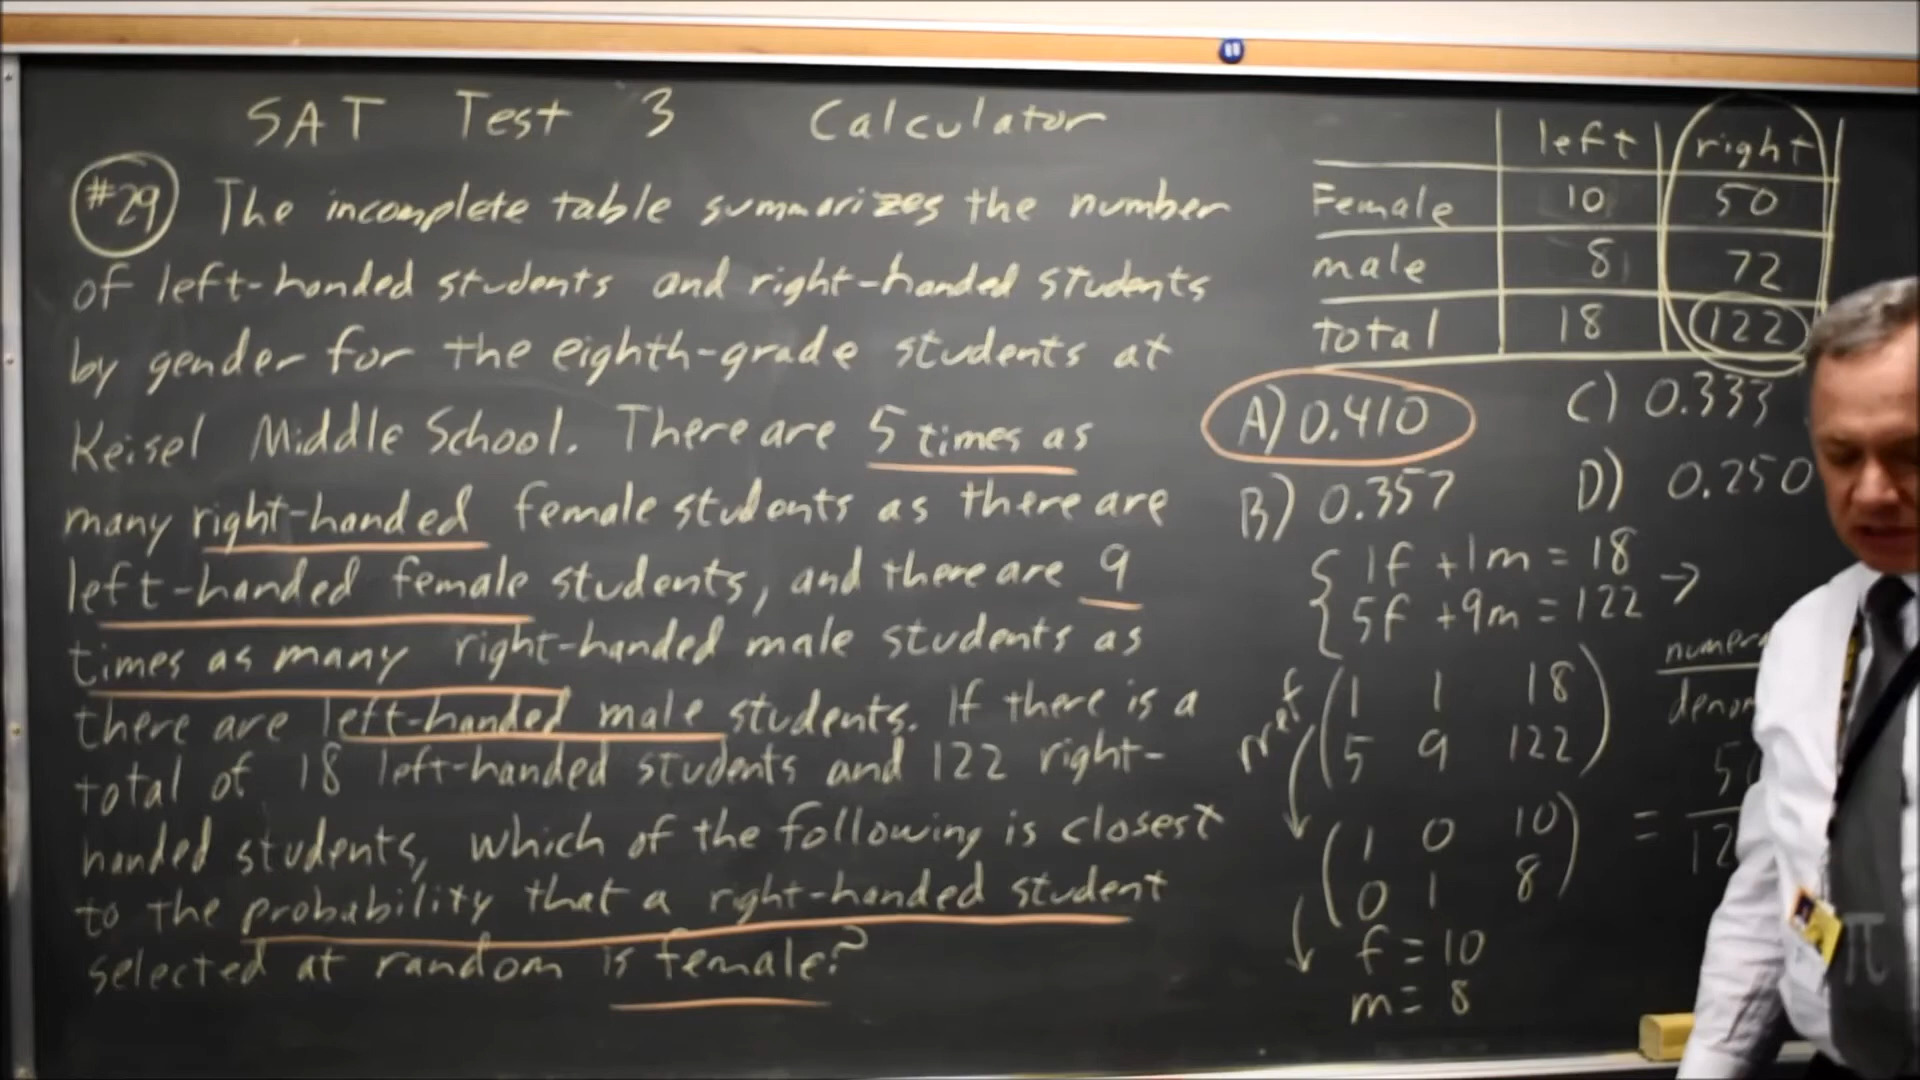 SAT Test 3 Calculator
#29 The incomplete table summarizes the number
of left-handed students and right-handed students
by gender for the eighth-grade students at
Keisel Middle School. There are 5 times as
many right-handed female students as there are
left-handed female students, and there are 9
times as many right-handed male students as
there are left-handed male students. If there is a
total of 18 left-handed students and 122 right-
handed students, which of the following is closest
to the probability that a right-handed student
selected at random is female?
left right
Female 10 50
male 8 72
total 18 122
A) 0.410 C) 0.333
B) 0.357 D) 0.250
{ 1f + 1m = 18
5f + 9m = 122 →
rref ( 1 1 18
5 9 122 )
( 1 0 10
0 1 8 )
f = 10
m = 8
=
π